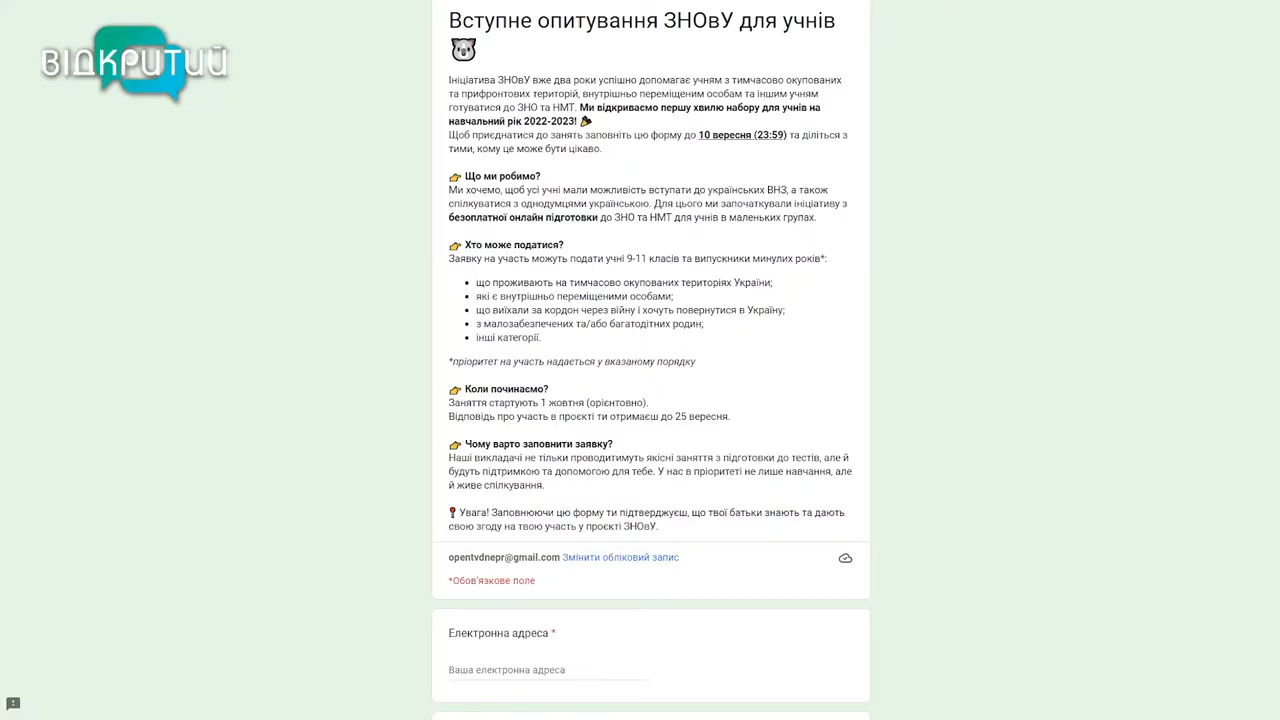 ВІДКРИТИЙ
Вступне опитування ЗНОвУ для учнів
Ініціатива ЗНОвУ вже два роки успішно допомагає учням з тимчасово окупованих
та прифронтових територій, внутрішньо переміщеним особам та іншим учням
готуватися до ЗНО та НМТ. Ми відкриваємо першу хвилю набору для учнів на
навчальний рік 2022-2023!
Щоб приєднатися до занять заповніть цю форму до 10 вересня (23:59) та діліться з
тими, кому це може бути цікаво.
Що ми робимо?
Ми хочемо, щоб усі учні мали можливість вступати до українських ВНЗ, а також
спілкуватися з однодумцями українською. Для цього ми започаткували ініціативу з
безоплатної онлайн підготовки до ЗНО та НМТ для учнів в маленьких групах.
Хто може податися?
Заявку на участь можуть подати учні 9-11 класів та випускники минулих років*:
що проживають на тимчасово окупованих територіях України;
які є внутрішньо переміщеними особами;
що виїхали за кордон через війну і хочуть повернутися в Україну;
з малозабезпечених та/або багатодітних родин;
інші категорії.
*пріоритет на участь надається у вказаному порядку
Коли починаємо?
Заняття стартують 1 жовтня (орієнтовно).
Відповідь про участь в проєкті ти отримаєш до 25 вересня.
Чому варто заповнити заявку?
Наші викладачі не тільки проводитимуть якісні заняття з підготовки до тестів, але й
будуть підтримкою та допомогою для тебе. У нас в пріоритеті не лише навчання, але
й живе спілкування.
Увага! Заповнюючи цю форму ти підтверджуєш, що твої батьки знають та дають
свою згоду на твою участь у проєкті ЗНОвУ.
opentvdnepr@gmail.com Змінити обліковий запис
*Обов'язкове поле
Електронна адреса *
Ваша електронна адреса